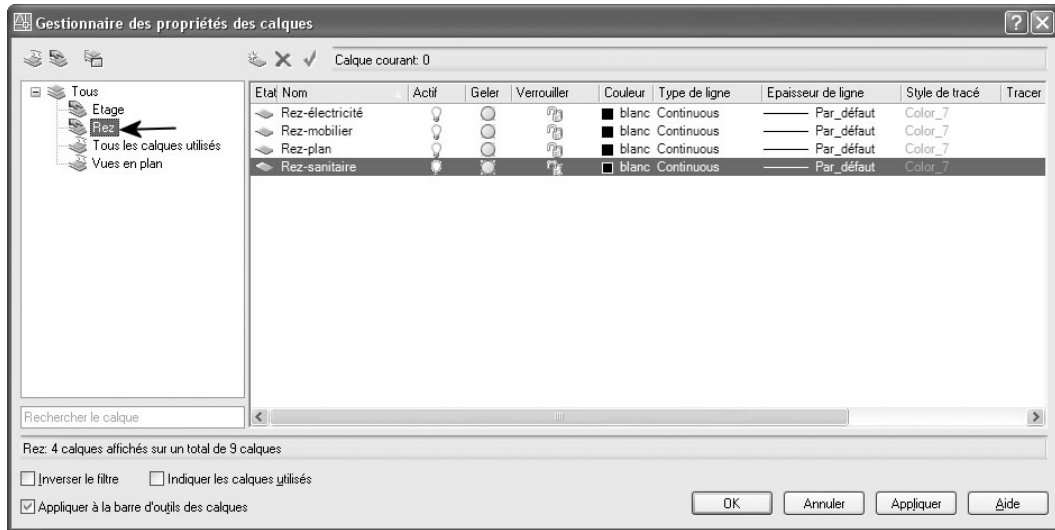 Gestionnaire des propriétés des calques
Calque courant: 0
Tous
Etage
Rez
Tous les calques utilisés
Vues en plan
Etat Nom Actif Geler Verrouiller Couleur Type de ligne Epaisseur de ligne Style de tracé Tracer
Rez-électricité blanc Continuous Par_défaut Color_7
Rez-mobilier blanc Continuous Par_défaut Color_7
Rez-plan blanc Continuous Par_défaut Color_7
Rez-sanitaire blanc Continuous Par_défaut Color_7
Rechercher le calque
Rez: 4 calques affichés sur un total de 9 calques
Inverser le filtre Indiquer les calques utilisés
Appliquer à la barre d'outils des calques
OK Annuler Appliquer Aide